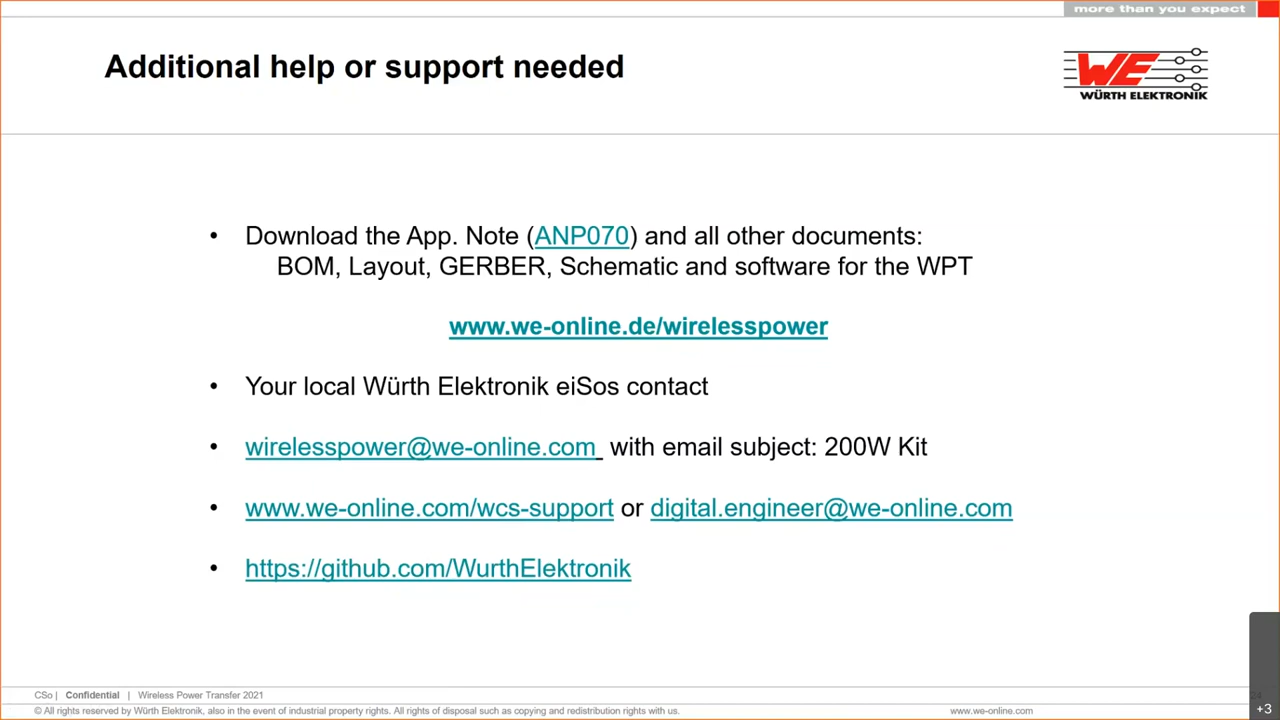 more than you expect
Additional help or support needed
WE
WÜRTH ELEKTRONIK
• Download the App. Note (ANP070) and all other documents:
BOM, Layout, GERBER, Schematic and software for the WPT
www.we-online.de/wirelesspower
• Your local Würth Elektronik eiSos contact
• wirelesspower@we-online.com with email subject: 200W Kit
• www.we-online.com/wcs-support or digital.engineer@we-online.com
• https://github.com/WurthElektronik
CSo | Confidential | Wireless Power Transfer 2021
© All rights reserved by Würth Elektronik, also in the event of industrial property rights. All rights of disposal such as copying and redistribution rights with us.
www.we-online.com
+3